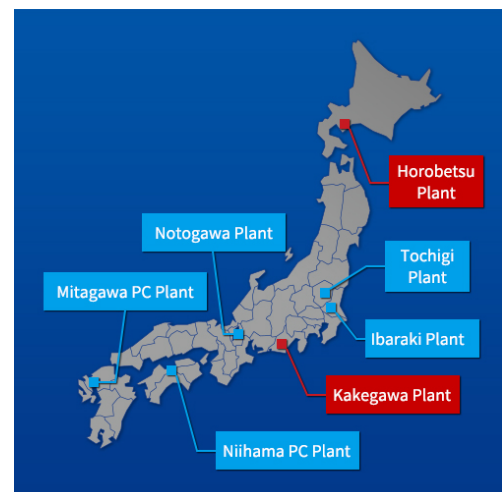 Horobetsu
Plant
Notogawa Plant
Tochigi
Plant
Mitagawa PC Plant
Ibaraki Plant
Kakegawa Plant
Niihama PC Plant